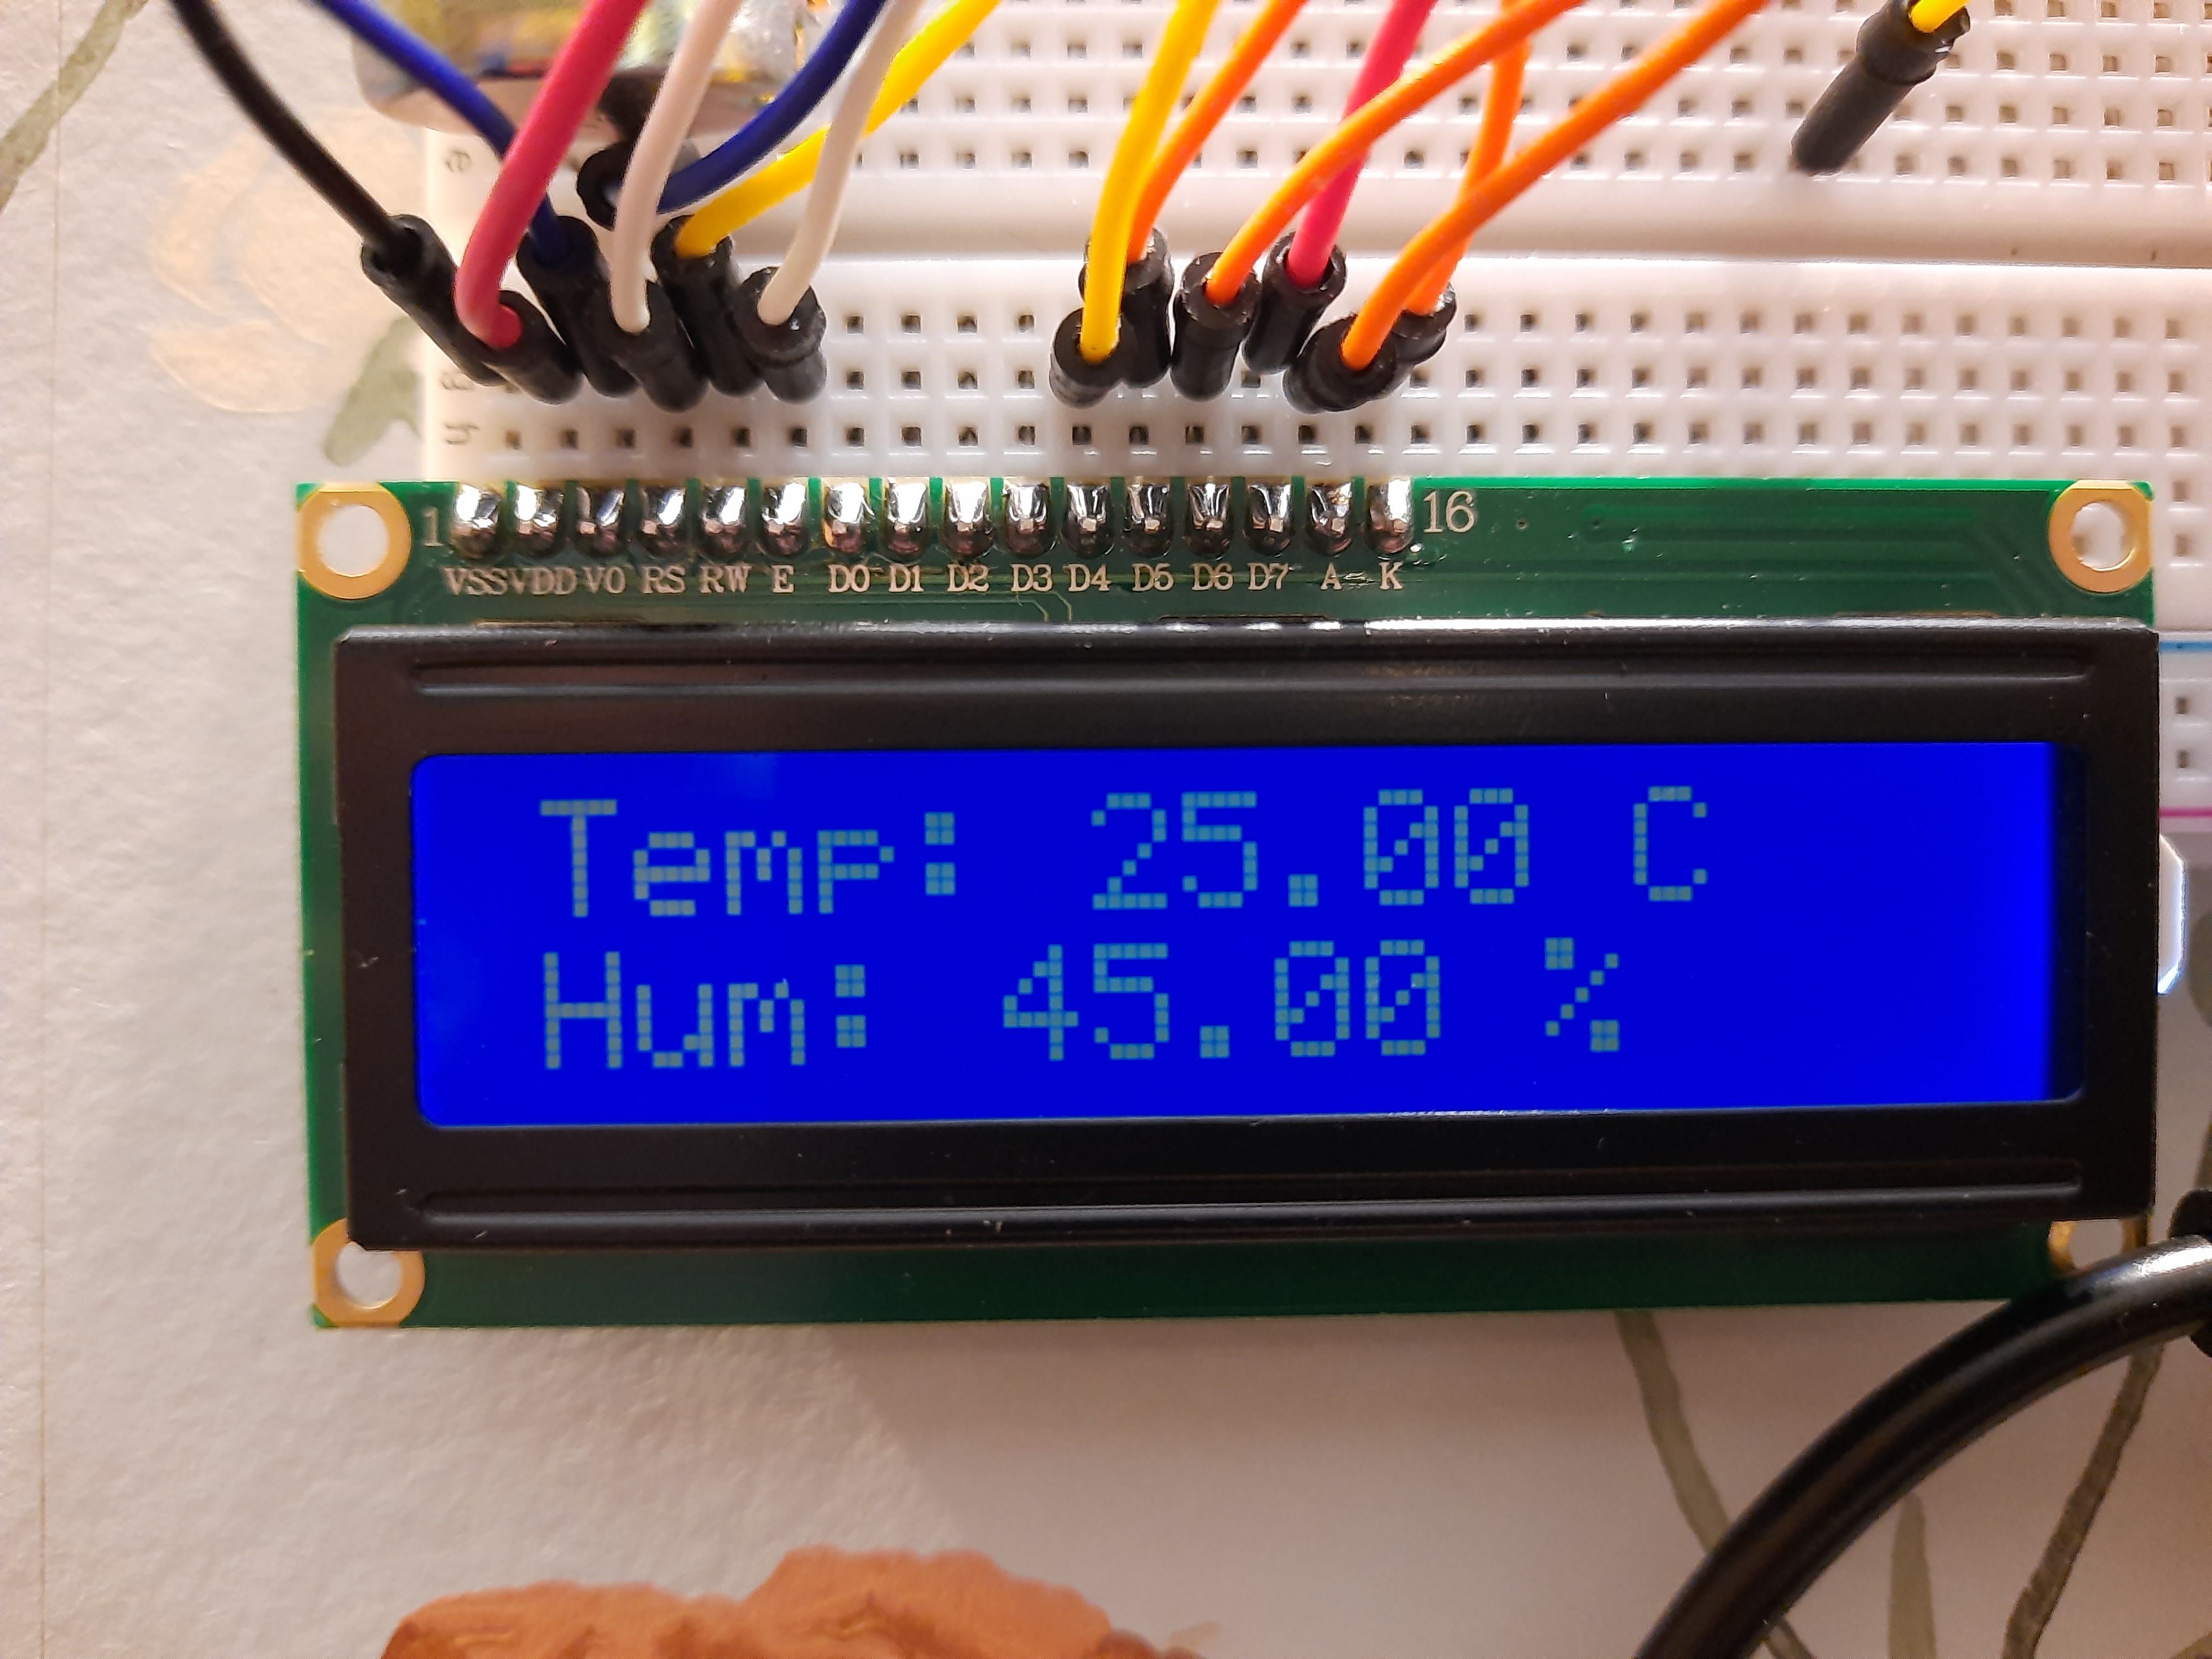 1 16
VSS VDD V0 RS RW E D0 D1 D2 D3 D4 D5 D6 D7 A K
Temp: 25.00 C
Hum: 45.00 %